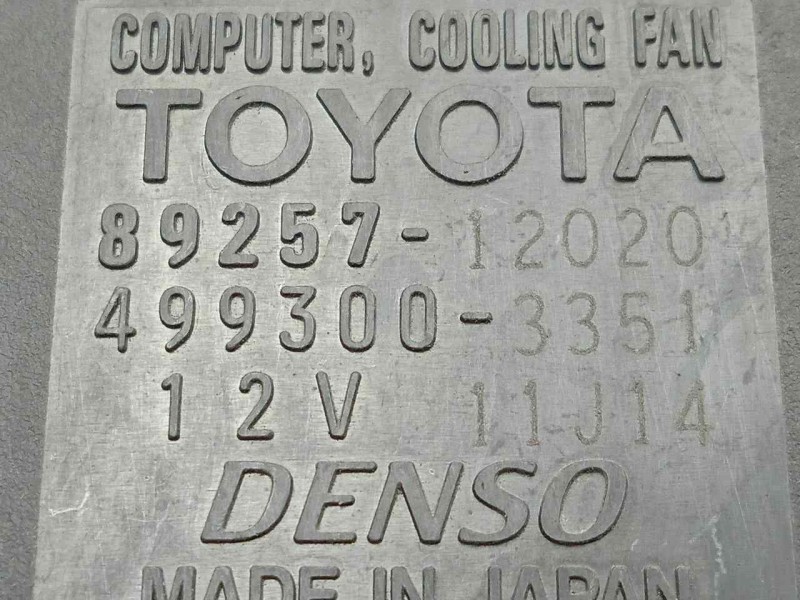 COMPUTER, COOLING FAN
TOYOTA
89257-12020
499300-3351
12V 11J14
DENSO
MADE IN JAPAN